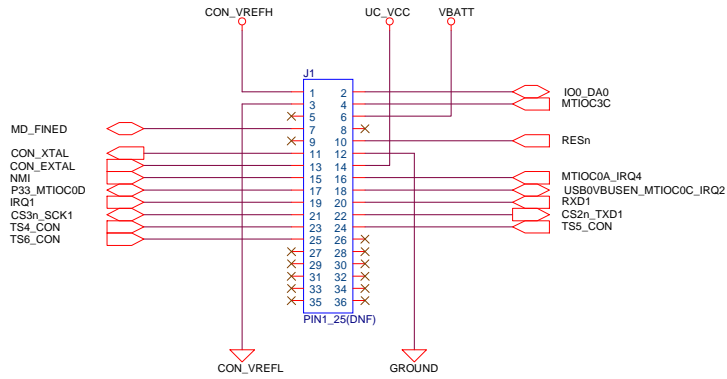 CON_VREFH UC_VCC VBATT
J1
1 2 IO0_DA0
3 4 MTIOC3C
5 6
MD_FINED 7 8
9 10 RESn
CON_XTAL 11 12
CON_EXTAL 13 14
NMI 15 16 MTIOC0A_IRQ4
P33_MTIOC0D 17 18 USB0VBUSEN_MTIOC0C_IRQ2
IRQ1 19 20 RXD1
CS3n_SCK1 21 22 CS2n_TXD1
TS4_CON 23 24 TS5_CON
TS6_CON 25 26
27 28
29 30
31 32
33 34
35 36
PIN1_25(DNF)
CON_VREFL GROUND